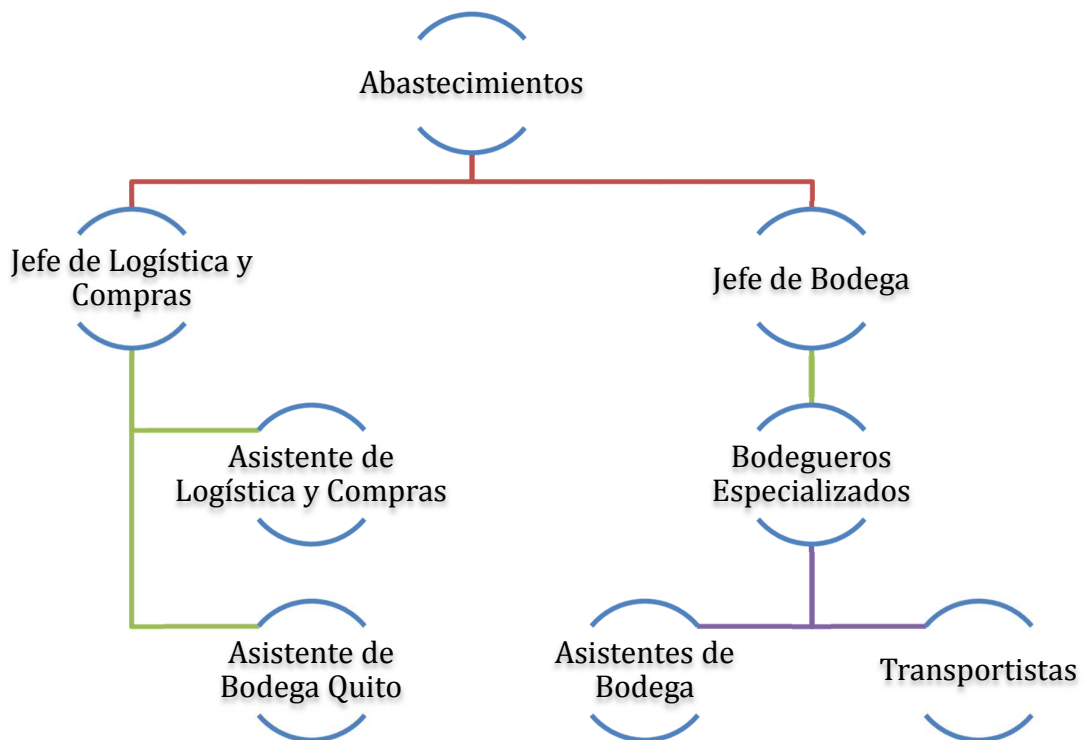 Abastecimientos
Jefe de Logística y
Compras
Jefe de Bodega
Asistente de
Logística y Compras
Bodegueros
Especializados
Asistente de
Bodega Quito
Asistentes de
Bodega
Transportistas